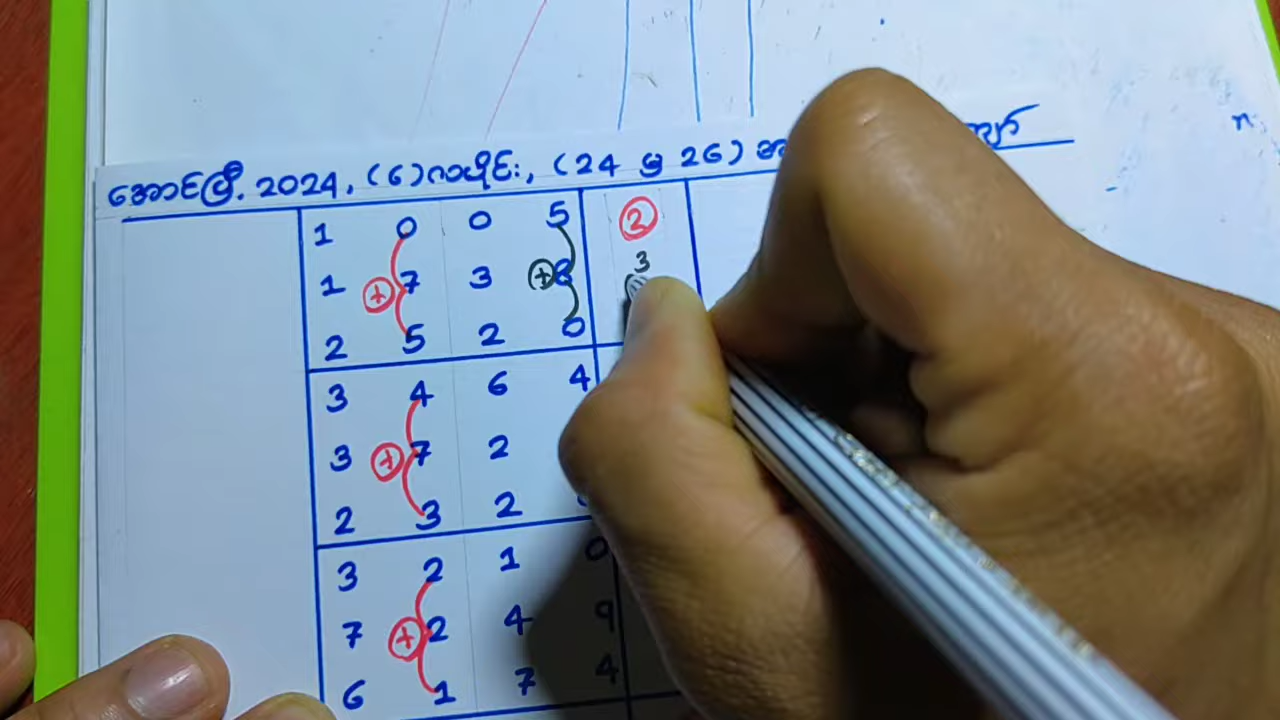 အောင်ပြီ. 2024, (6)လပိုင်း, (24 မှ 26)
1 0 0 5 2
1 + 7 3 + 8 3
2 5 2 0
3 4 6 4
3 + 7 2
2 3 2
3 2 1 0
7 + 2 4 9
6 1 7 4